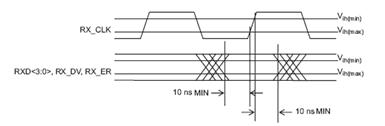 RX_CLK
Vih(min)
Vih(max)
RXD<3:0>, RX_DV, RX_ER
Vih(min)
Vih(max)
10 ns MIN
10 ns MIN